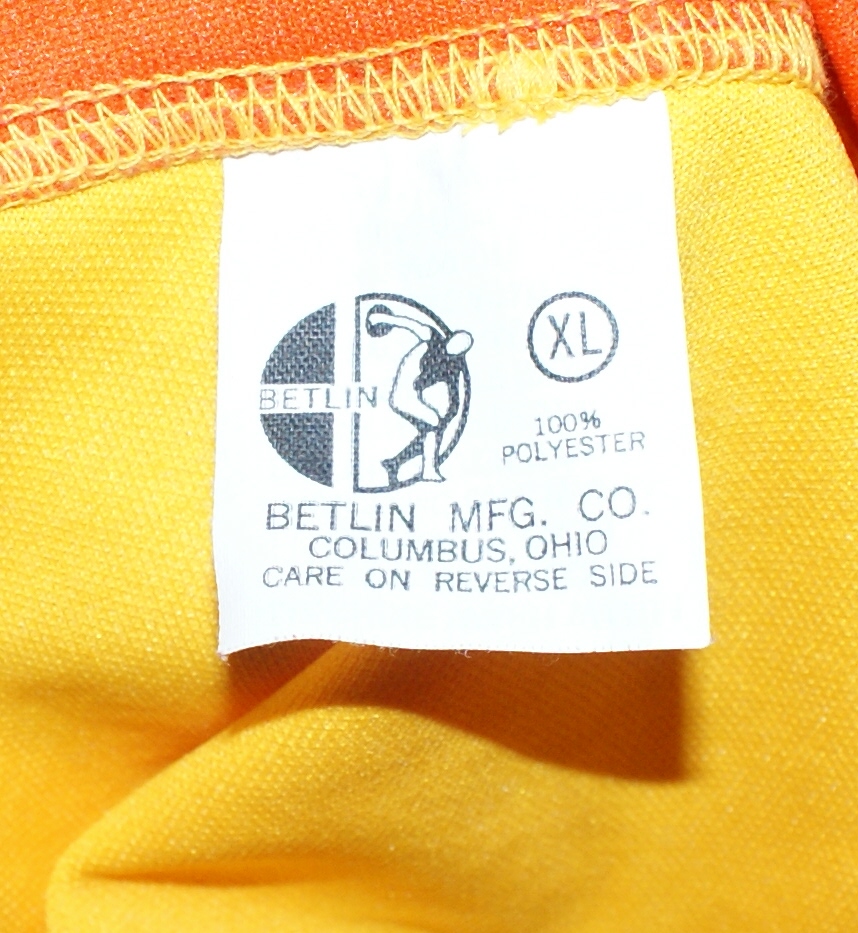 BETLIN
XL
100%
POLYESTER
BETLIN MFG. CO.
COLUMBUS, OHIO
CARE ON REVERSE SIDE